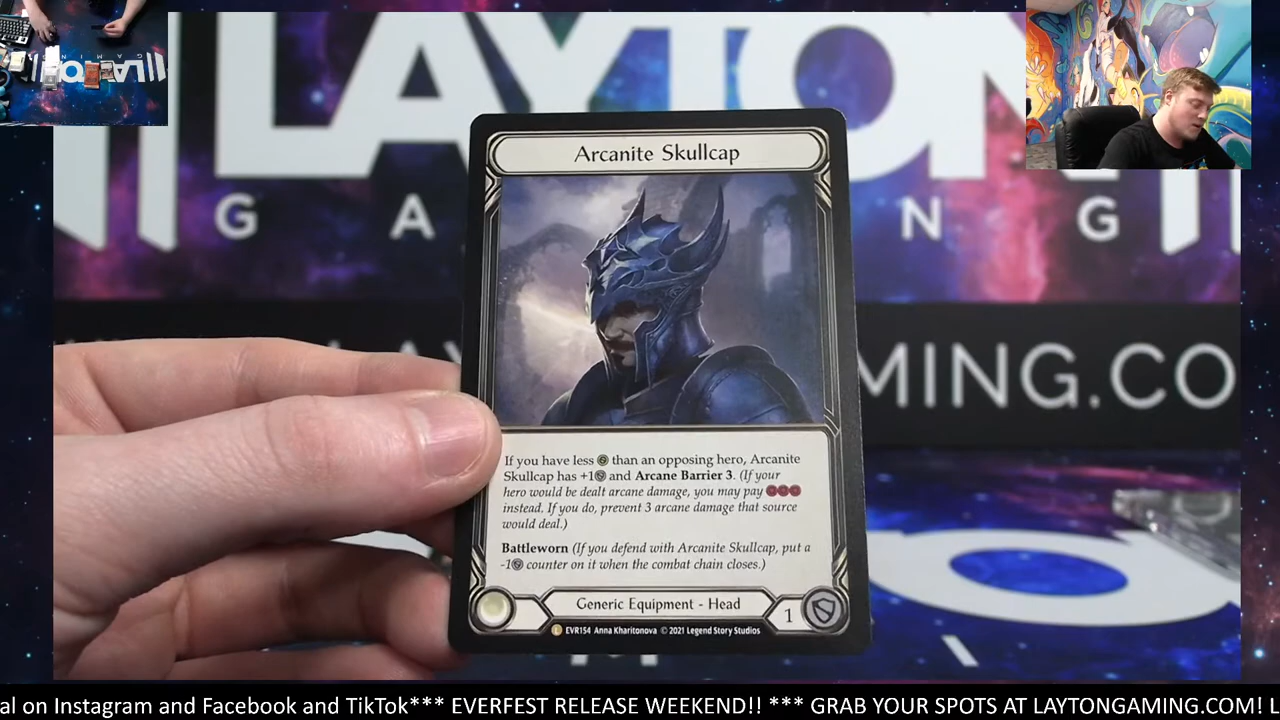 LAYTON
G A N G
Arcanite Skullcap
MING.CO
If you have less than an opposing hero, Arcanite
Skullcap has +1 and Arcane Barrier 3. (If your
hero would be dealt arcane damage, you may pay
instead. If you do, prevent 3 arcane damage that source
would deal.)
Battleworn (If you defend with Arcanite Skullcap, put a
-1 counter on it when the combat chain closes.)
Generic Equipment - Head
1
L EVR154 Anna Kharitonova © 2021 Legend Story Studios
al on Instagram and Facebook and TikTok*** EVERFEST RELEASE WEEKEND!! *** GRAB YOUR SPOTS AT LAYTONGAMING.COM! L